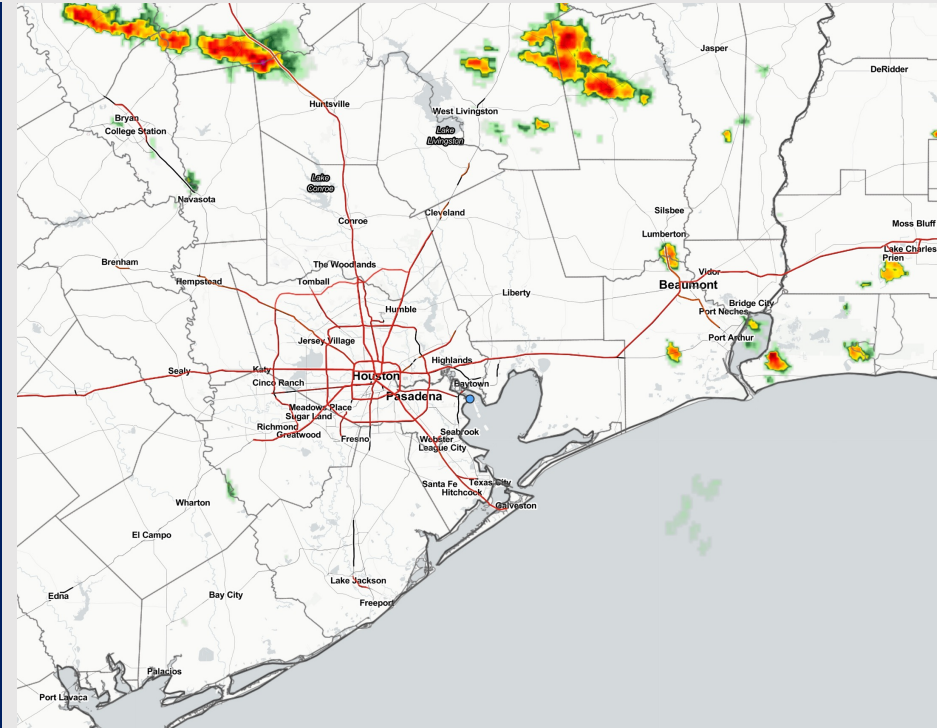 Jasper
DeRidder
Huntsville
West Livingston
Bryan
College Station
Lake
Livingston
Lake
Conroe
Navasota
Silsbee
Cleveland
Conroe
Moss Bluff
Lumberton
Lake Charles
Prien
Brenham
The Woodlands
Vidor
Hempstead
Tomball
Beaumont
Liberty
Bridge City
Port Neches
Humble
Port Arthur
Jersey Village
Highlands
Sealy
Katy
Houston
Cinco Ranch
Baytown
Pasadena
Meadows Place
Sugar Land
Richmond
Greatwood
Fresno
Seabrook
Webster
League City
Santa Fe
Texas City
Hitchcock
Wharton
Galveston
El Campo
Lake Jackson
Edna
Bay City
Freeport
Palacios
Port Lavaca